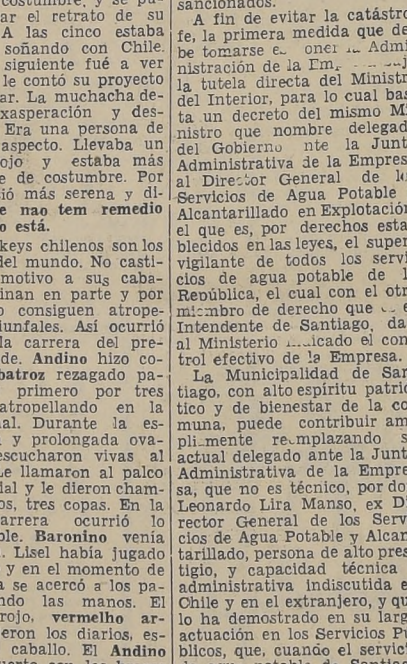 costumbre, y se pu-
ar el retrato de su
A las cinco estaba
soñando con Chile.
siguiente fué a ver
le contó su proyecto
ar. La muchacha de-
xasperación y des-
Era una persona de
aspecto. Llevaba un
ojo y estaba más
e de costumbre. Por
ió más serena y di-
e nao tem remedio
o está.
keys chilenos son los
del mundo. No casti-
motivo a sus caba-
inan en parte y por
o consiguen atrope-
iunfales. Así ocurrió
la carrera del pre-
de. Andino hizo co-
batroz rezagado pa-
primero por tres
atropellando en la
al. Durante la es-
y prolongada ova-
escucharon vivas al
Le llamaron al palco
ial y le dieron cham-
os, tres copas. En la
arrera ocurrió lo
ble. Baronino venía
. Lisel había jugado
y en el momento de
a se acercó a los pa-
ndo las manos. El
rojo, vermelho ar-
eron los diarios, es-
caballo. El Andino
sancionados.
A fin de evitar la catástro
fe, la primera medida que de
be tomarse Admi
nistración de la
la tutela directa del Ministr
del Interior, para lo cual bas
ta un decreto del mismo Mi
nistro que nombre delegad
del Gobierno nte la Junt
Administrativa de la Empres
al Director General de l
Servicios de Agua Potable
Alcantarillado en Explotación
el que es, por derechos esta
blecidos en las leyes, el super
vigilante de todos los servi
cios de agua potable de l
República, el cual con el otr
miembro de derecho que
Intendente de Santiago, da
al Ministerio el con
trol efectivo de la Empresa.
La Municipalidad de San
tiago, con alto espíritu patrió
tico y de bienestar de la co
muna, puede contribuir am
pliamente reemplazando s
actual delegado ante la Junt
Administrativa de la Empre
sa, que no es técnico, por do
Leonardo Lira Manso, ex Di
rector General de los Servi
cios de Agua Potable y Alcan
tarillado, persona de alto pres
tigio, y capacidad técnica
administrativa indiscutida e
Chile y en el extranjero, y qu
lo ha demostrado en su larg
actuación en los Servicios Pú
blicos, que, cuando el servici